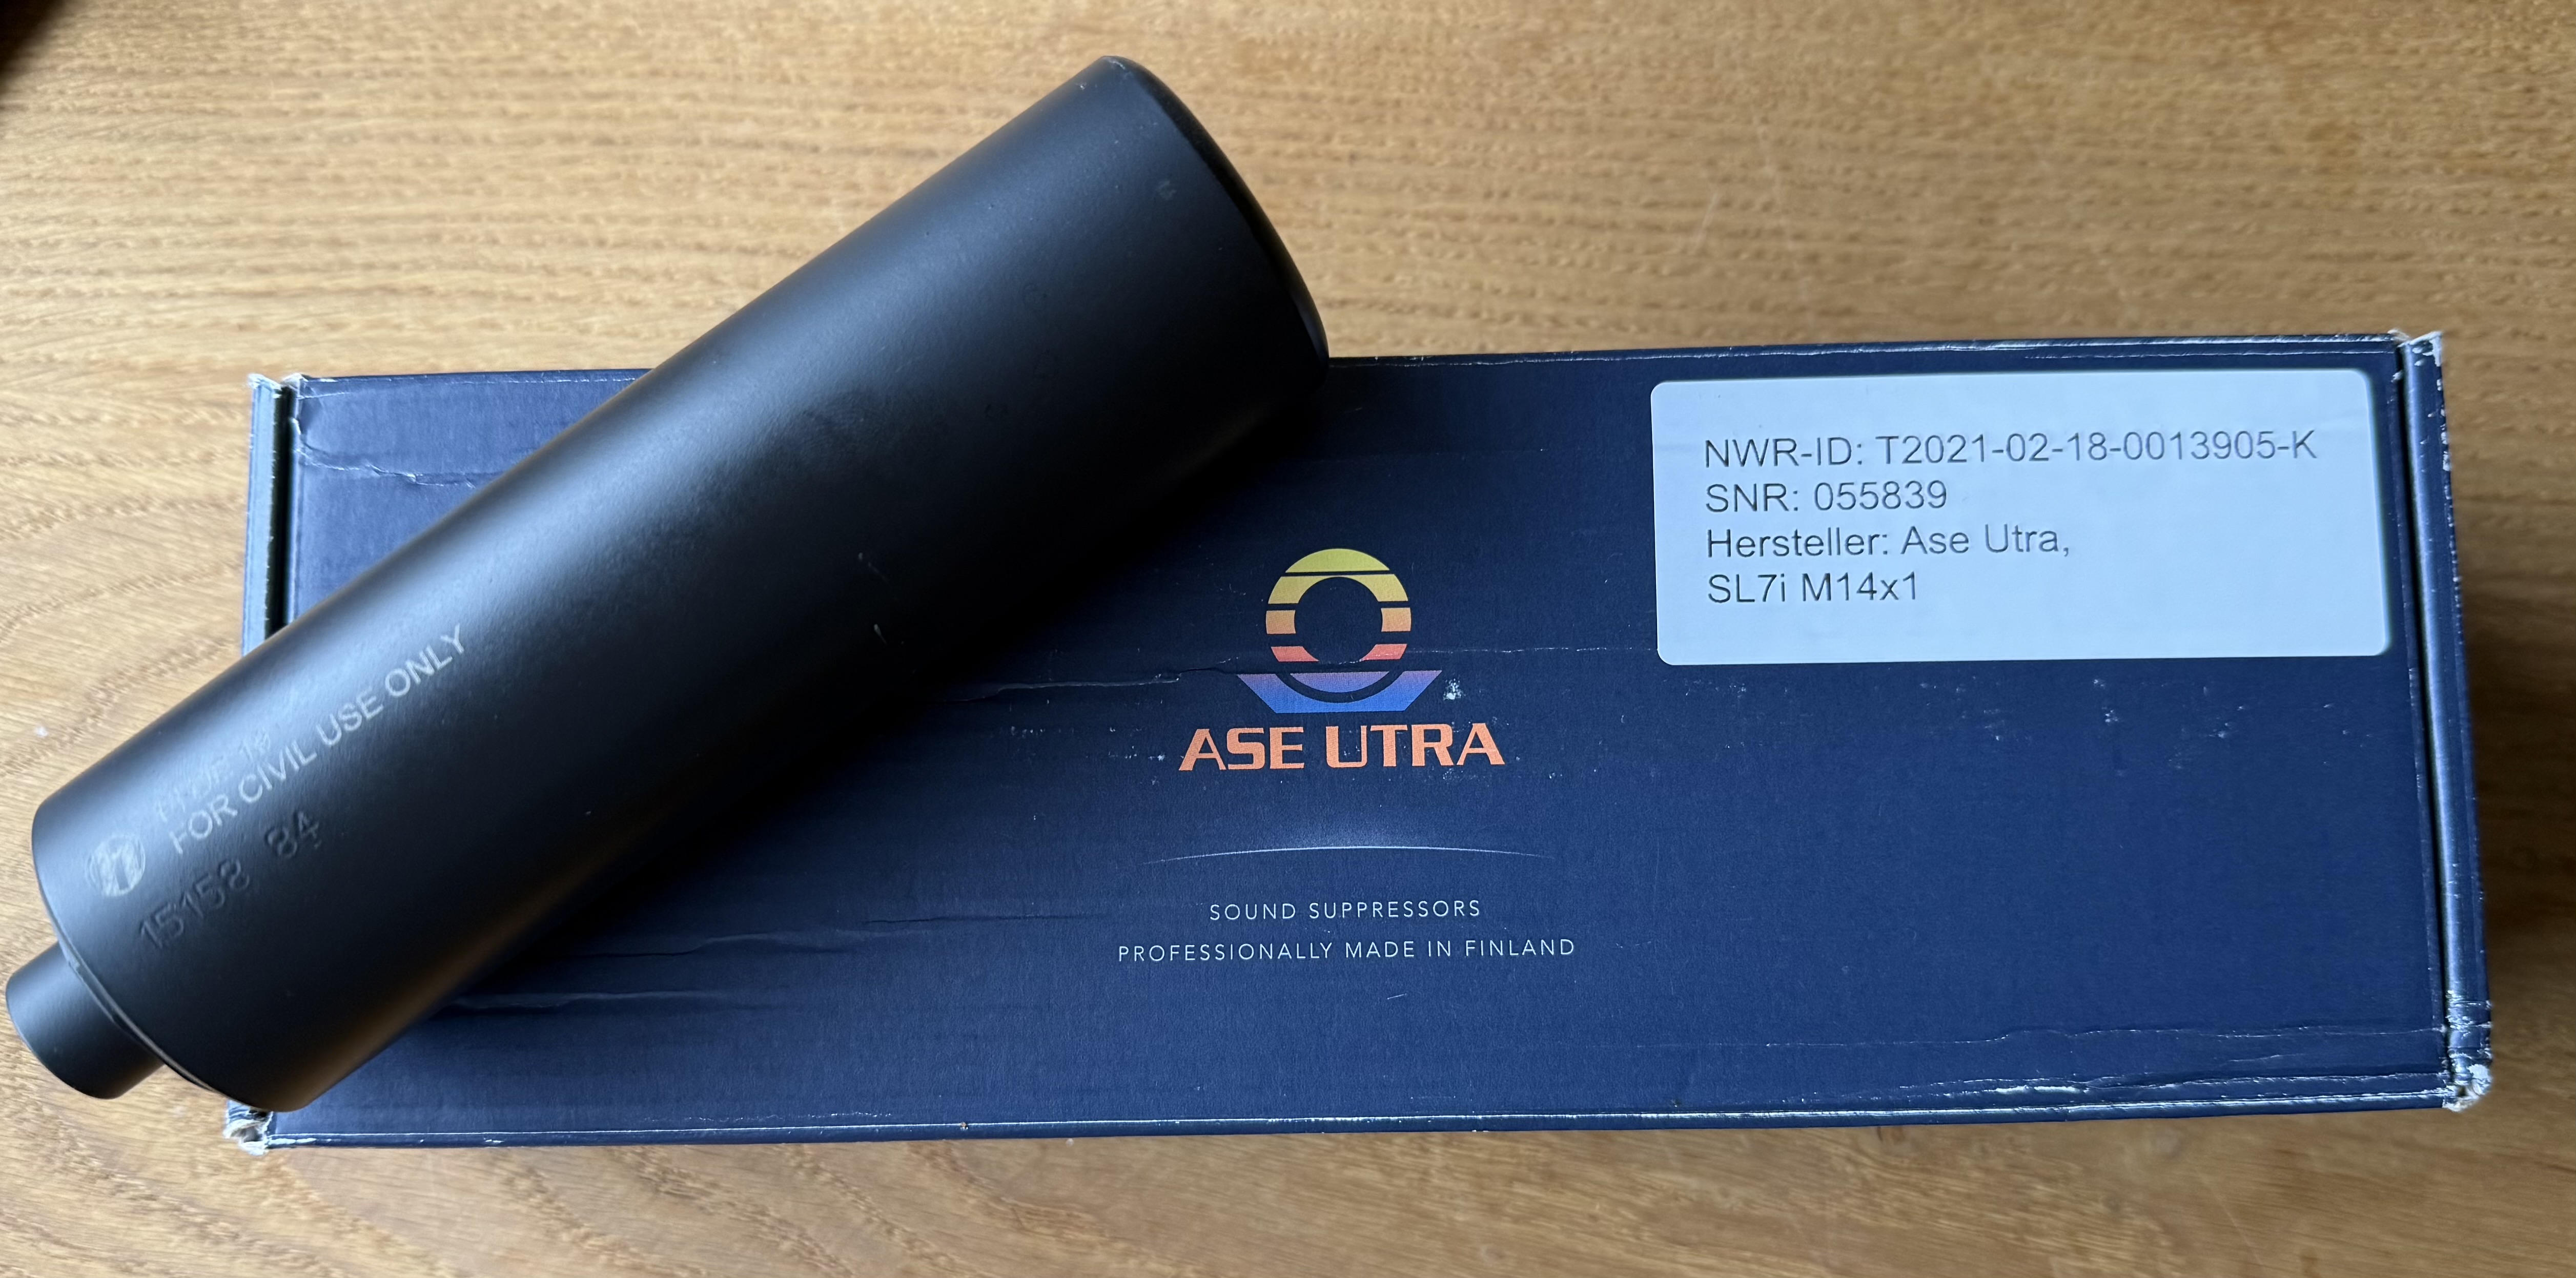 FOR CIVIL USE ONLY
15158 84
NWR-ID: T2021-02-18-0013905-K
SNR: 055839
Hersteller: Ase Utra,
SL7i M14x1
ASE UTRA
SOUND SUPPRESSORS
PROFESSIONALLY MADE IN FINLAND